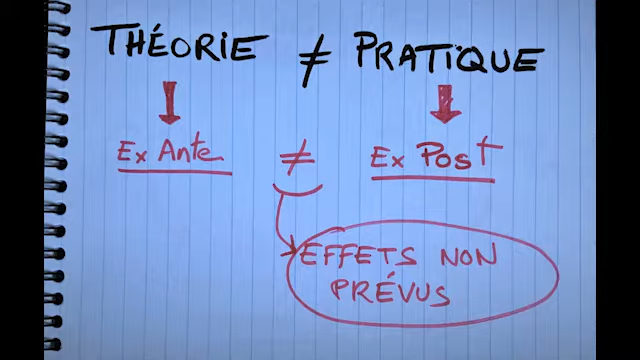 THÉORIE ≠ PRATIQUE
Ex Ante ≠ Ex Post
EFFETS NON
PRÉVUS